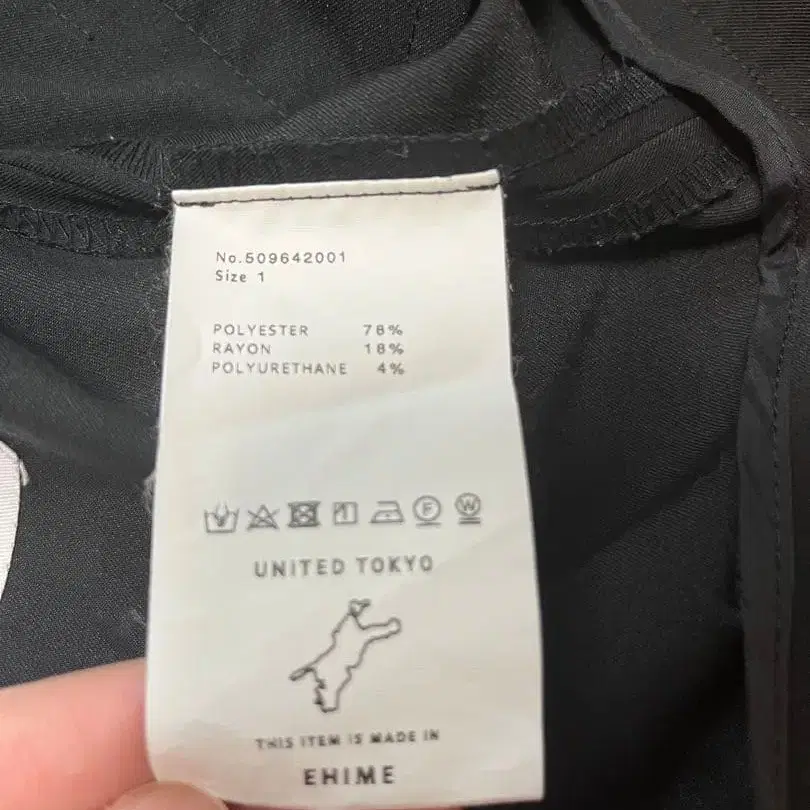 No.509642001
Size 1
POLYESTER 78%
RAYON 18%
POLYURETHANE 4%
F W
UNITED TOKYO
THIS ITEM IS MADE IN
EHIME